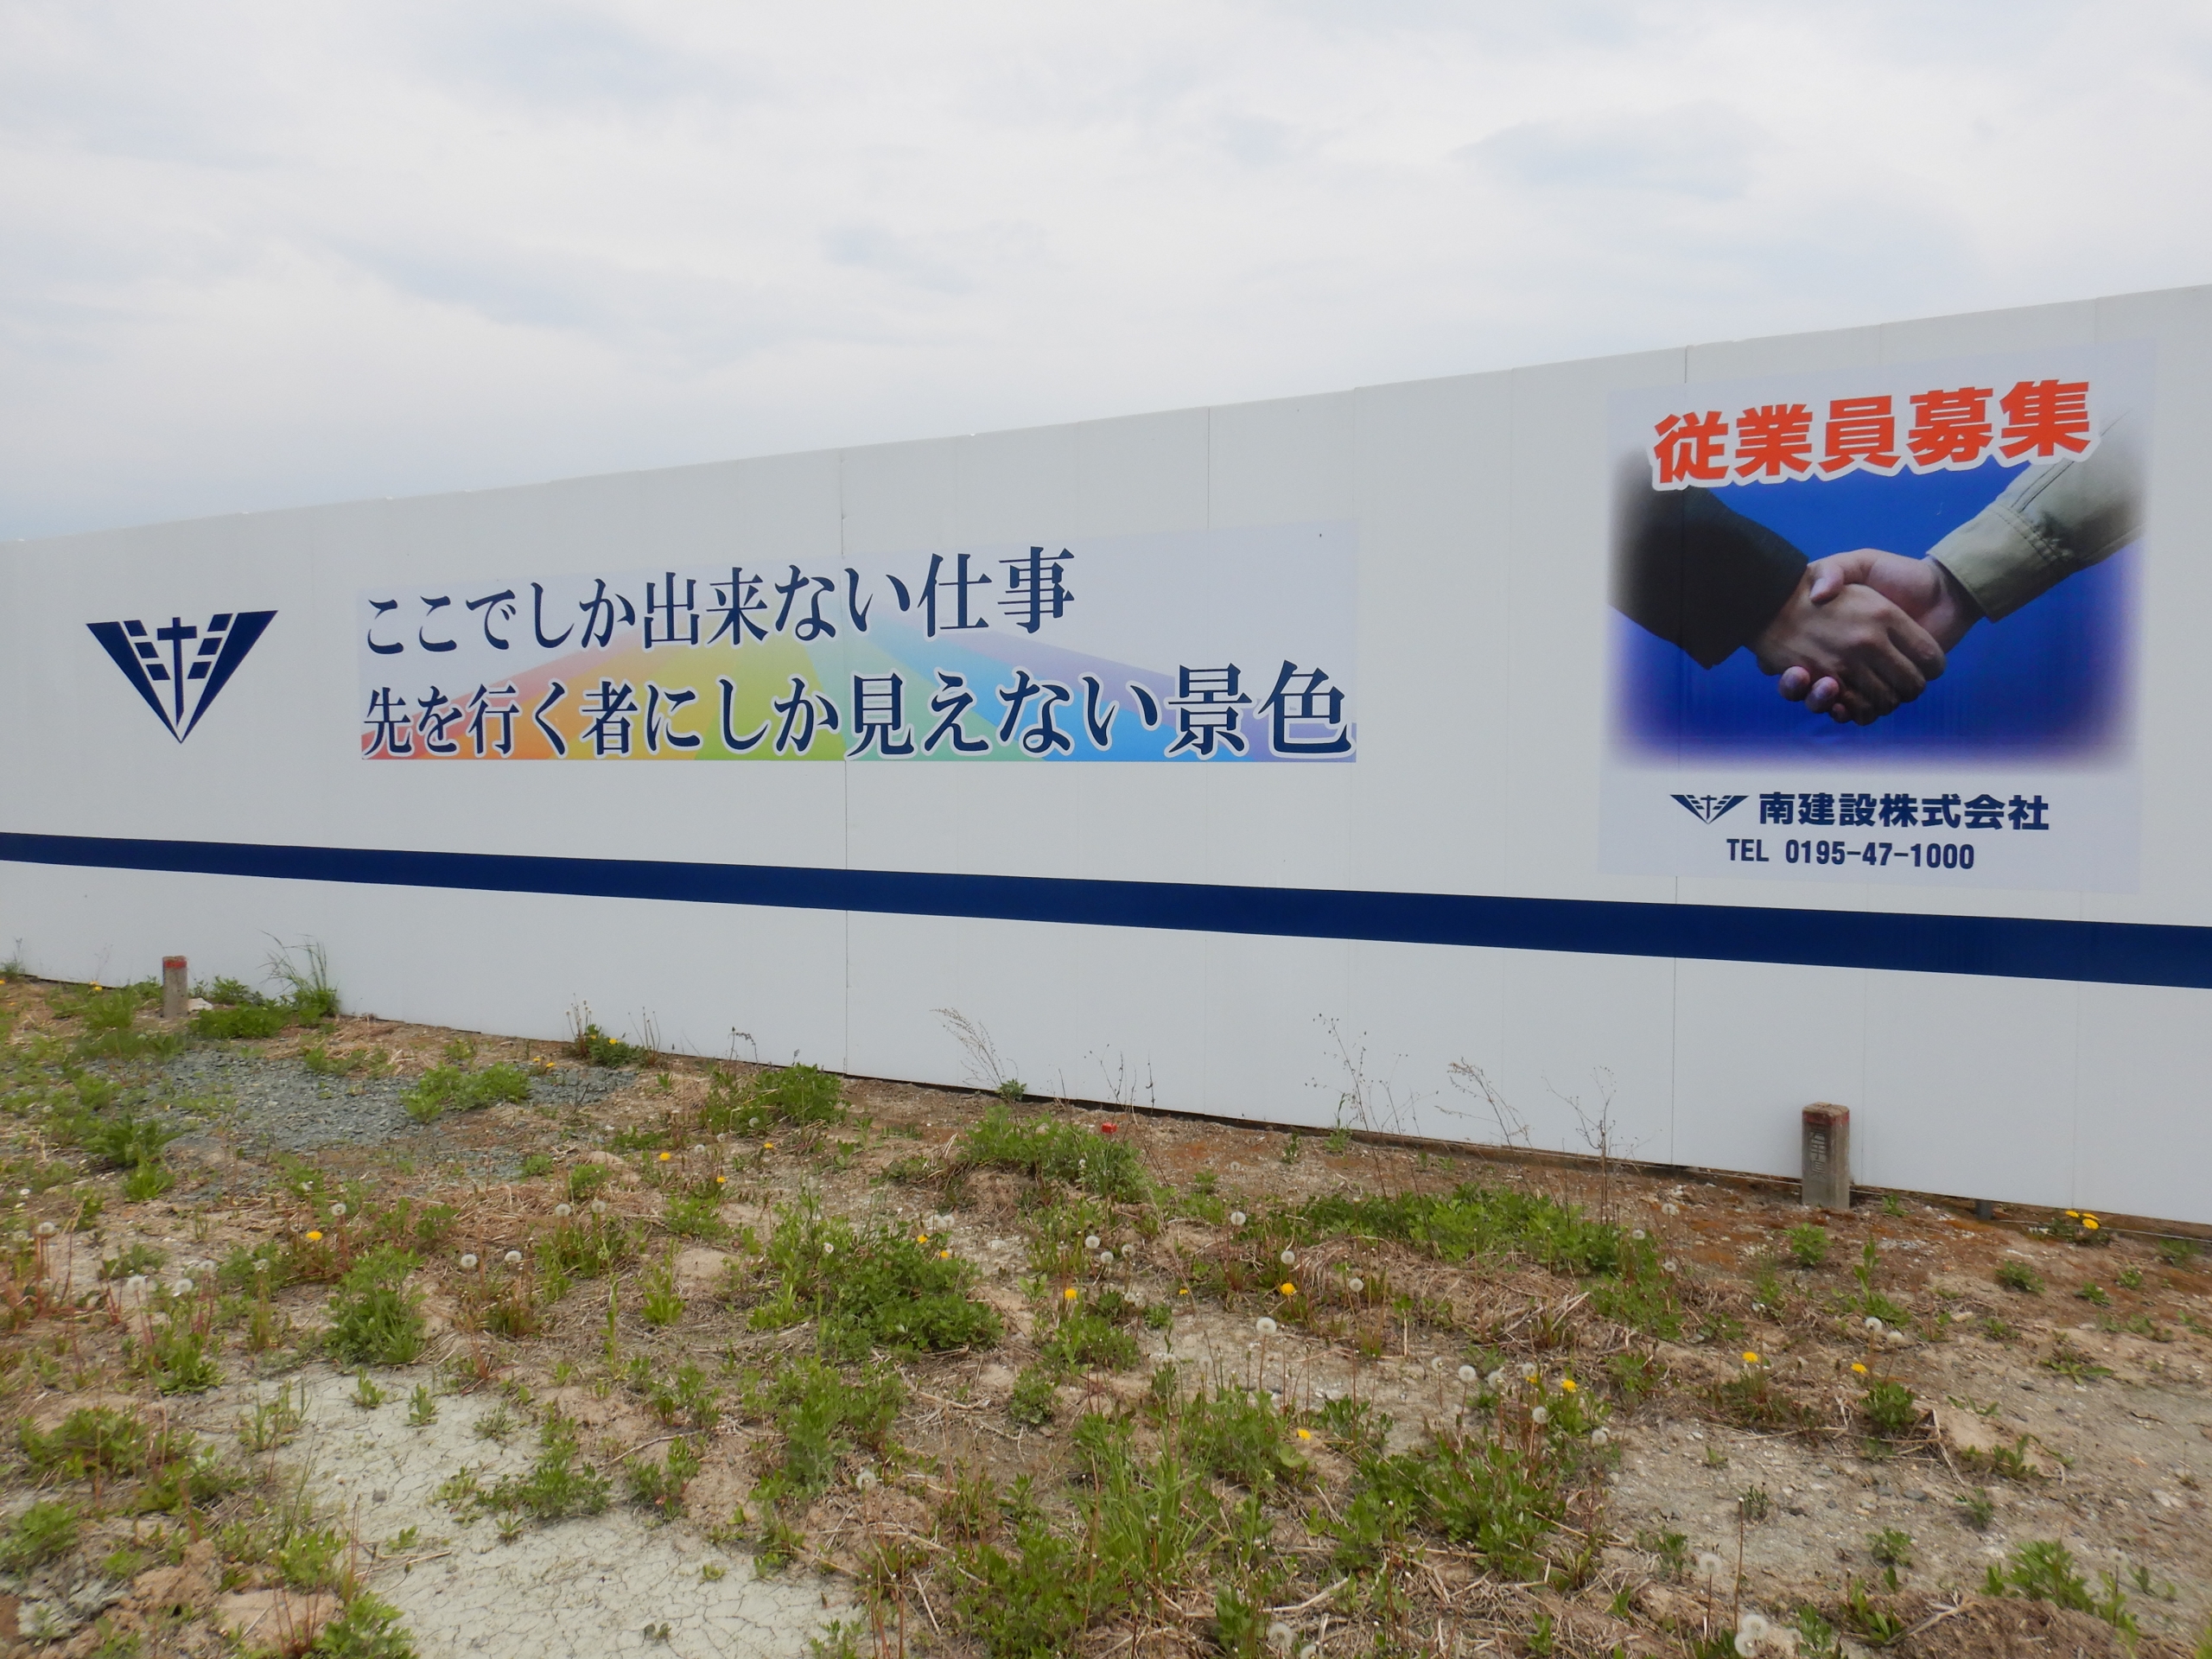 ここでしか出来ない仕事
先を行く者にしか見えない景色
従業員募集
南建設株式会社
TEL 0195-47-1000